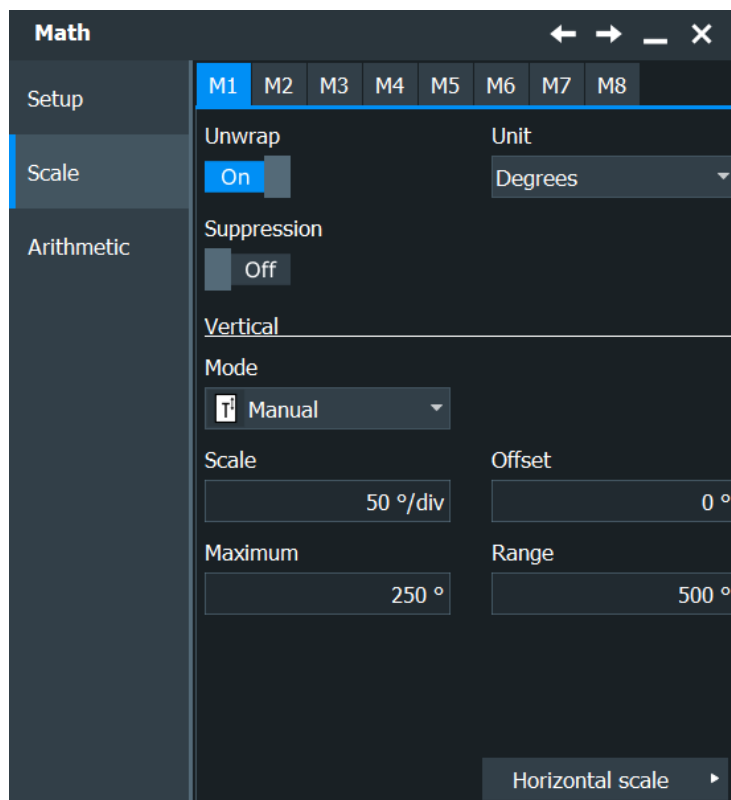 Math
Setup
Scale
Arithmetic
M1 M2 M3 M4 M5 M6 M7 M8
Unwrap Unit
On Degrees
Suppression
Off
Vertical
Mode
Manual
Scale Offset
50 °/div 0 °
Maximum Range
250 ° 500 °
Horizontal scale